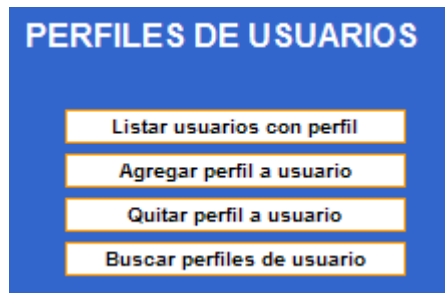 PERFILES DE USUARIOS
Listar usuarios con perfil
Agregar perfil a usuario
Quitar perfil a usuario
Buscar perfiles de usuario